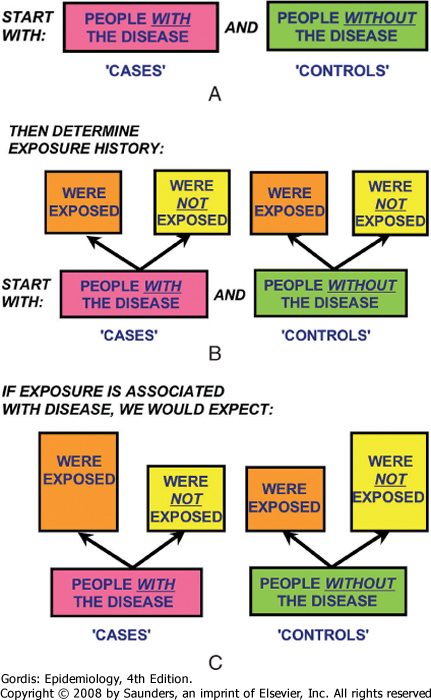 START
WITH:
PEOPLE WITH
THE DISEASE
AND
PEOPLE WITHOUT
THE DISEASE
'CASES'
'CONTROLS'
A
THEN DETERMINE
EXPOSURE HISTORY:
WERE
EXPOSED
WERE
NOT
EXPOSED
WERE
EXPOSED
WERE
NOT
EXPOSED
START
WITH:
PEOPLE WITH
THE DISEASE
AND
PEOPLE WITHOUT
THE DISEASE
'CASES'
'CONTROLS'
B
IF EXPOSURE IS ASSOCIATED
WITH DISEASE, WE WOULD EXPECT:
WERE
EXPOSED
WERE
NOT
EXPOSED
WERE
EXPOSED
WERE
NOT
EXPOSED
PEOPLE WITH
THE DISEASE
PEOPLE WITHOUT
THE DISEASE
'CASES'
'CONTROLS'
C
Gordis: Epidemiology, 4th Edition.
Copyright © 2008 by Saunders, an imprint of Elsevier, Inc. All rights reserved